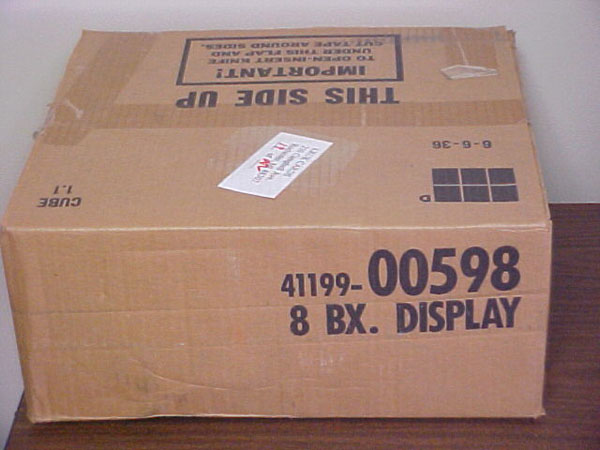 TO OPEN-INSERT KNIFE
UNDER THIS FLAP AND
CUT TAPE AROUND SIDES.
IMPORTANT!
THIS SIDE UP
6-6-36
D
CUBE
1.1
41199-00598
8 BX. DISPLAY